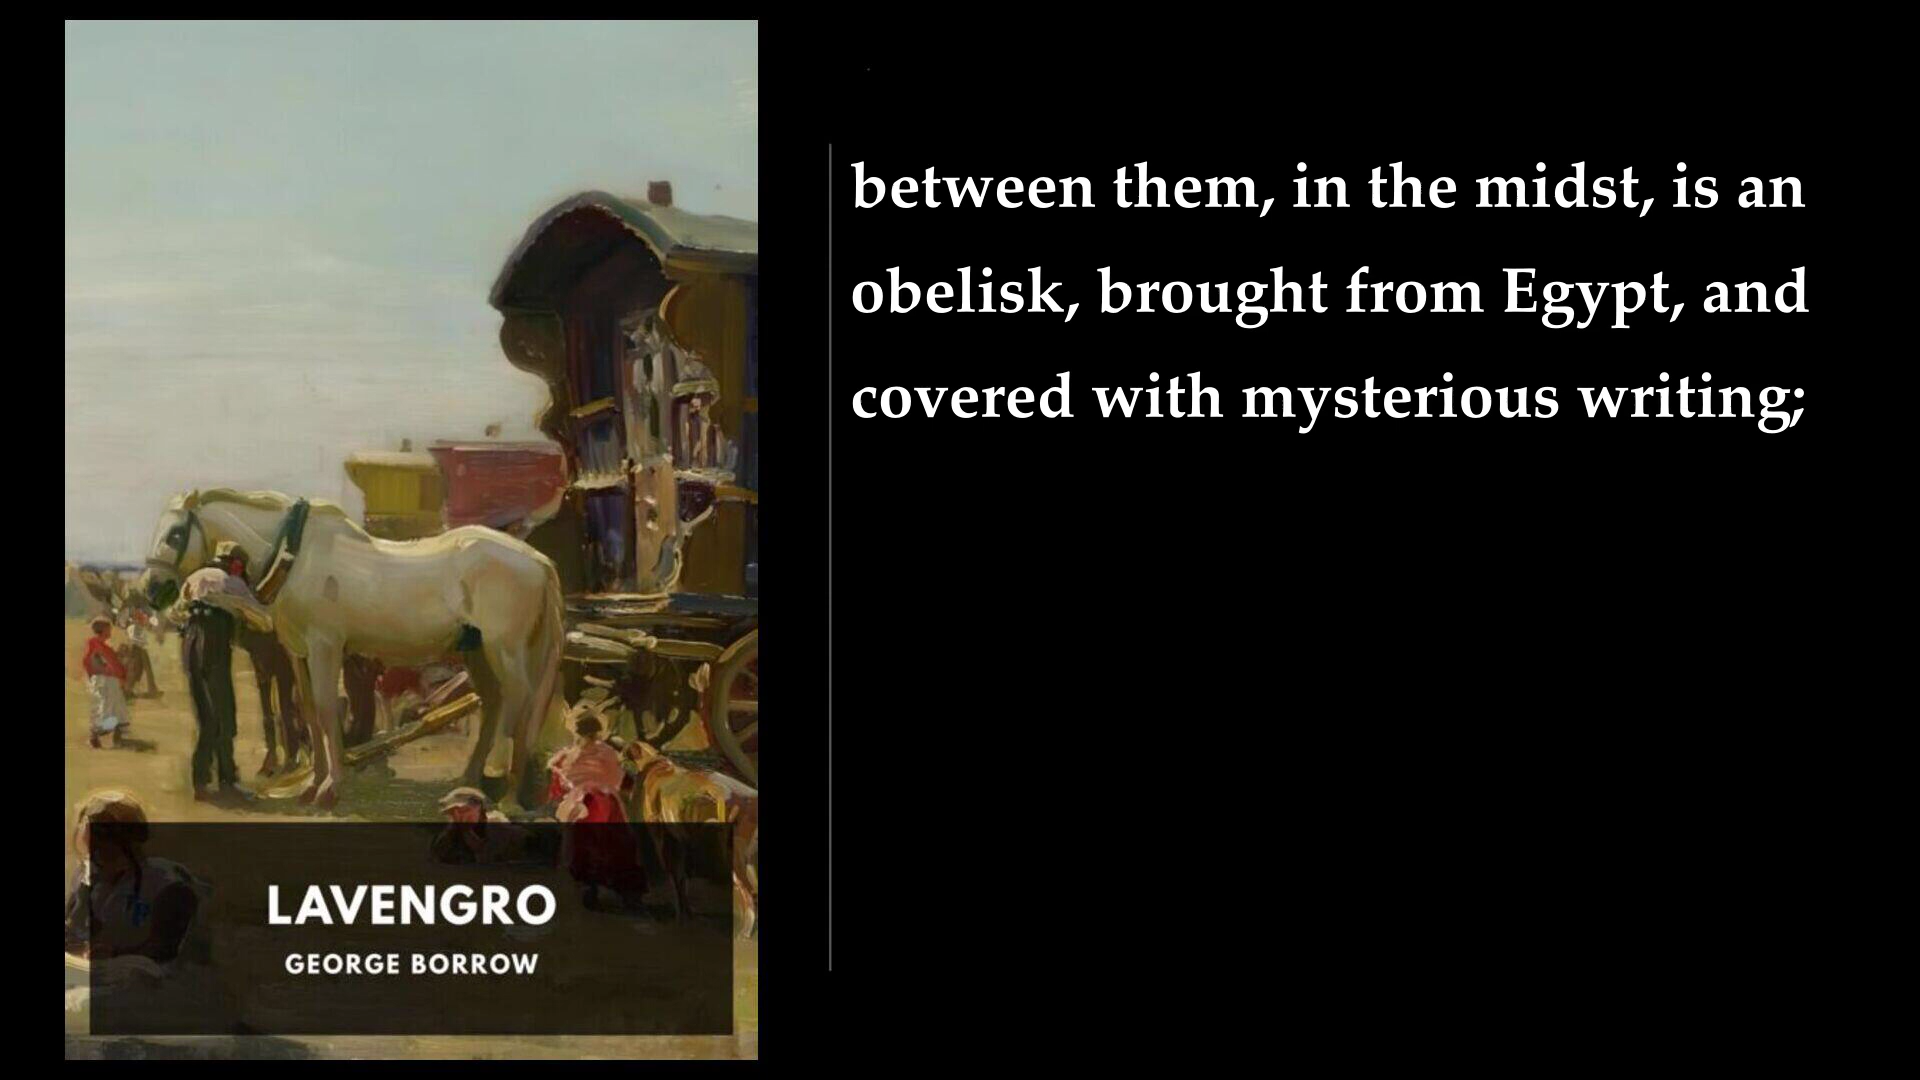 between them, in the midst, is an
obelisk, brought from Egypt, and
covered with mysterious writing;
LAVENGRO
GEORGE BORROW